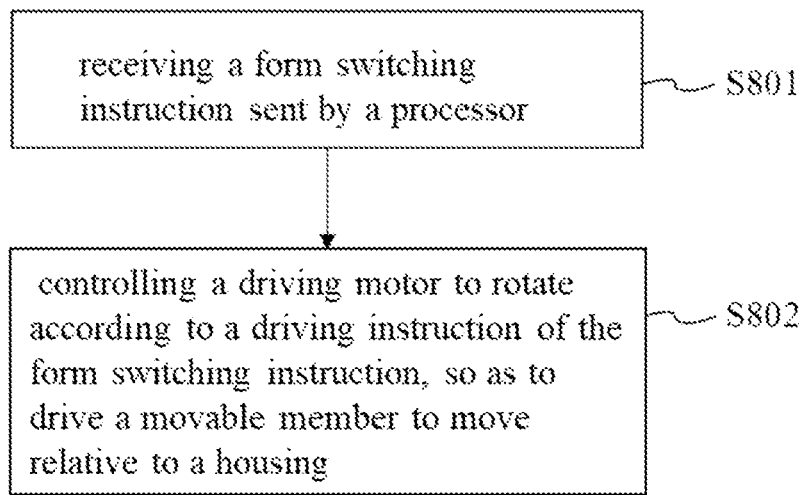 receiving a form switching
instruction sent by a processor
S801
controlling a driving motor to rotate
according to a driving instruction of the
form switching instruction, so as to
drive a movable member to move
relative to a housing
S802